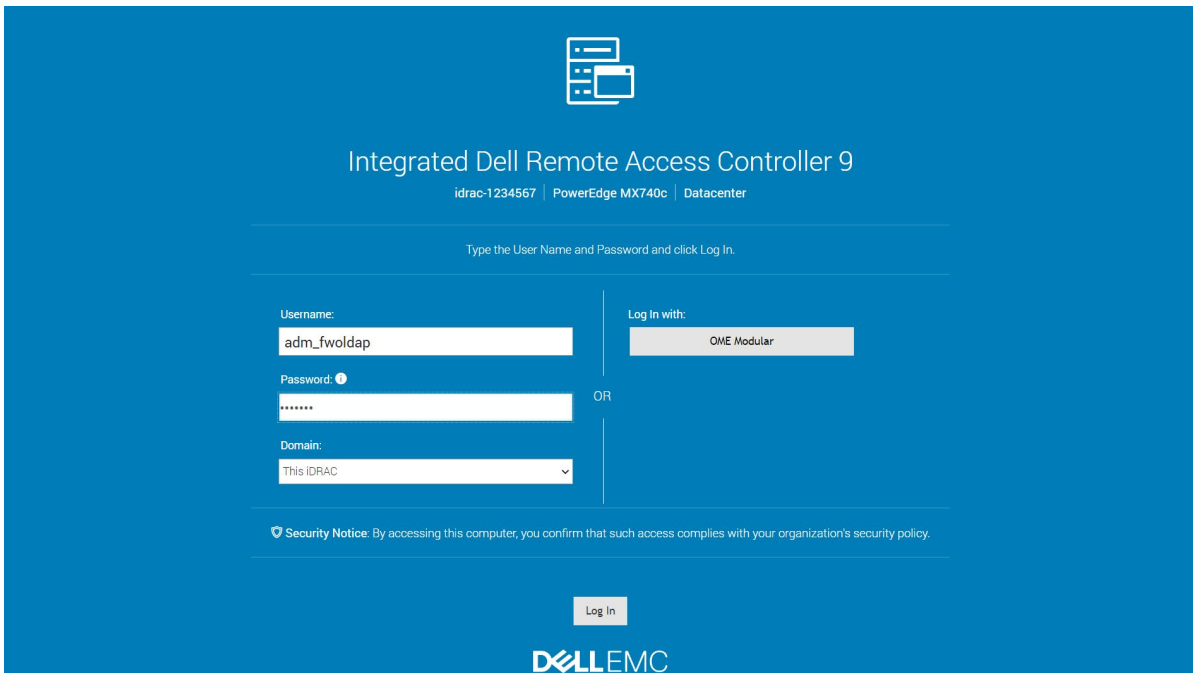 Integrated Dell Remote Access Controller 9
idrac-1234567 | PowerEdge MX740c | Datacenter
Type the User Name and Password and click Log In.
Username:
adm_fwoldap
Password:
•••••••
Domain:
This iDRAC
OR
Log In with:
OME Modular
Security Notice: By accessing this computer, you confirm that such access complies with your organization's security policy.
Log In
DELLEMC